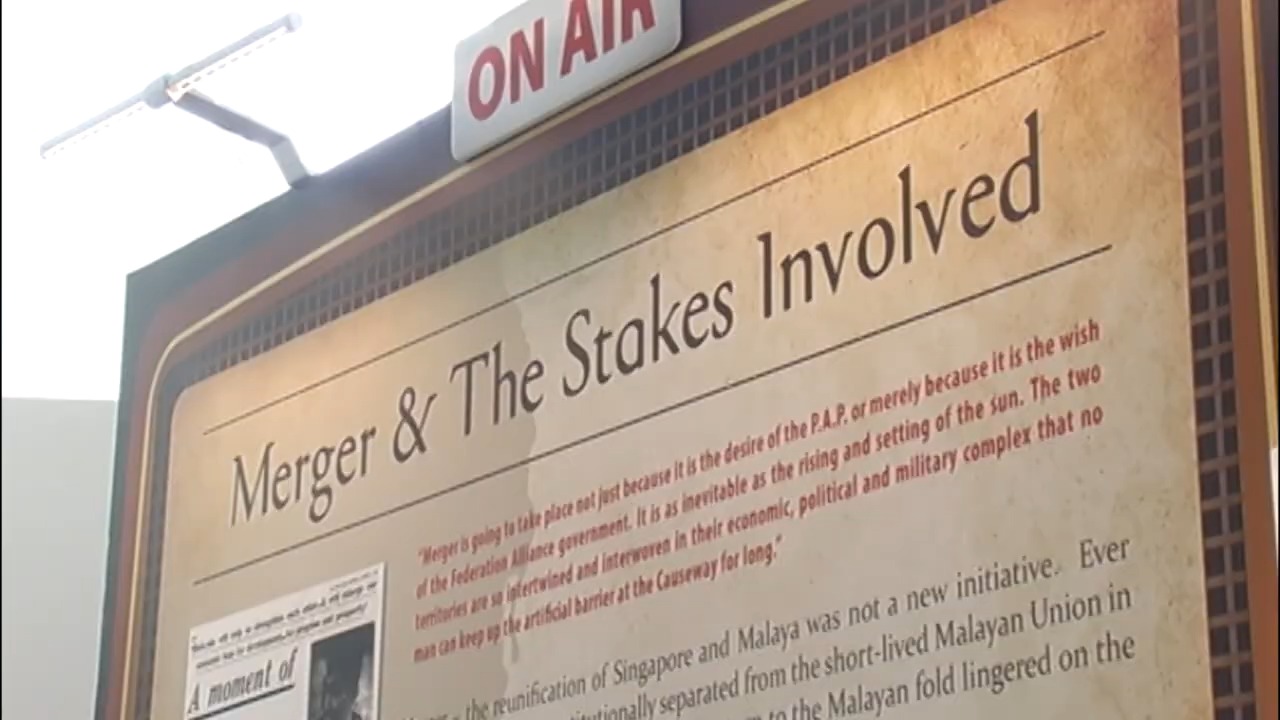 ON AIR
Merger & The Stakes Involved
"Merger is going to take place not just because it is the desire of the P.A.P. or merely because it is the wish
of the Federation Alliance government. It is as inevitable as the rising and setting of the sun. The two
territories are so intertwined and interwoven in their economic, political and military complex that no
man can keep up the artificial barrier at the Causeway for long."
the reunification of Singapore and Malaya was not a new initiative. Ever
separated from the short-lived Malayan Union in
to the Malayan fold lingered on the
A moment of